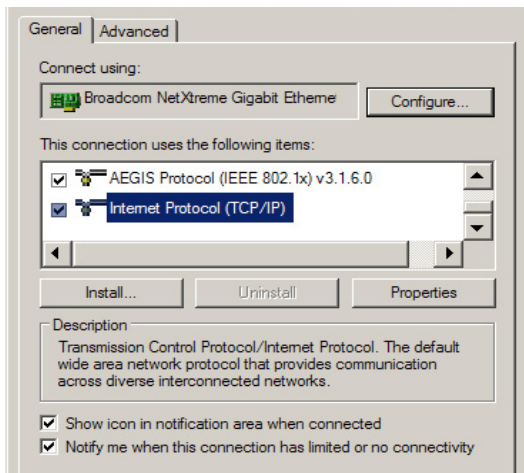 General
Advanced
Connect using:
Broadcom NetXtreme Gigabit Etherne
Configure...
This connection uses the following items:
AEGIS Protocol (IEEE 802.1x) v3.1.6.0
Internet Protocol (TCP/IP)
Install...
Uninstall
Properties
Description
Transmission Control Protocol/Internet Protocol. The default
wide area network protocol that provides communication
across diverse interconnected networks.
Show icon in notification area when connected
Notify me when this connection has limited or no connectivity